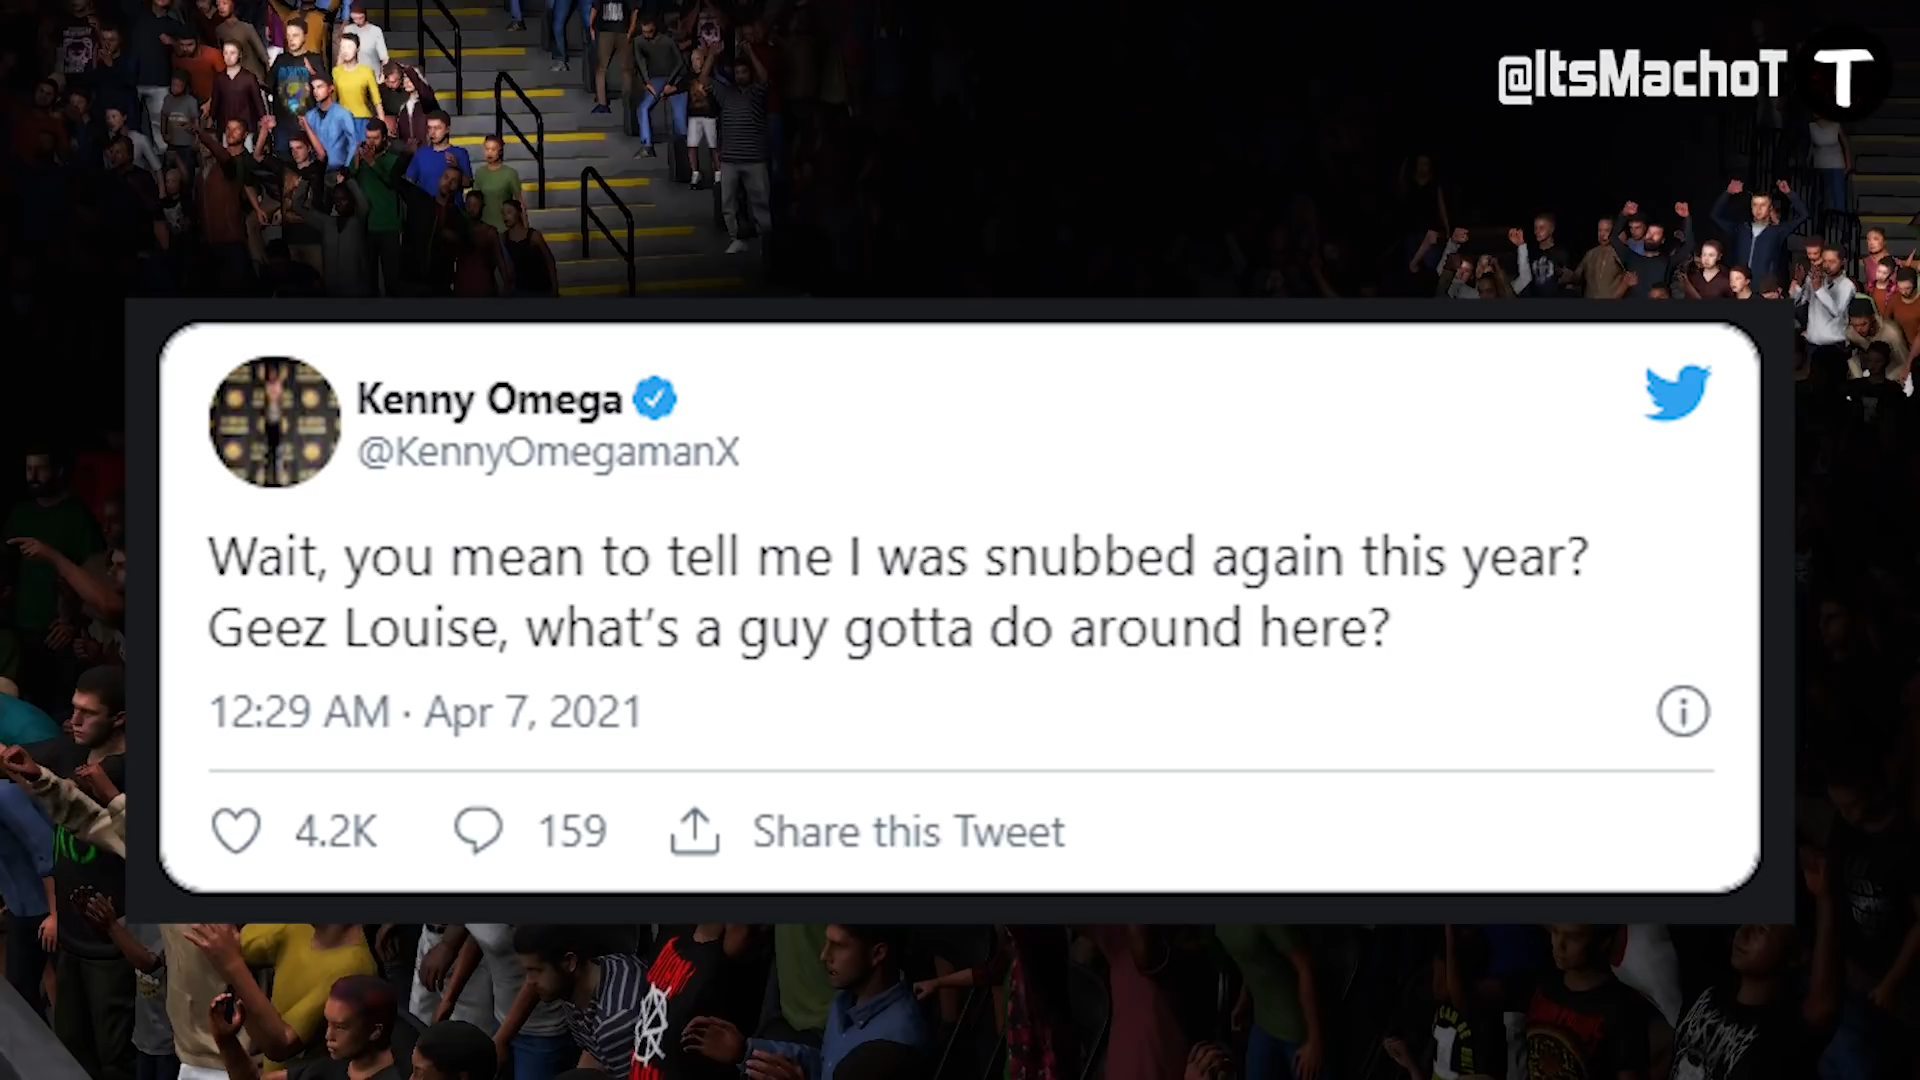 @ItsMachoT T
Kenny Omega
@KennyOmegamanX
Wait, you mean to tell me I was snubbed again this year?
Geez Louise, what's a guy gotta do around here?
12:29 AM · Apr 7, 2021
4.2K 159 Share this Tweet